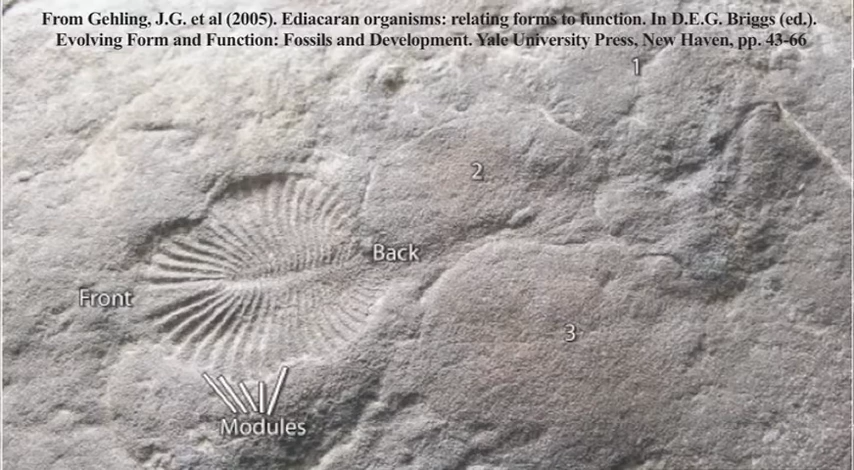 From Gehling, J.G. et al (2005). Ediacaran organisms: relating forms to function. In D.E.G. Briggs (ed.).
Evolving Form and Function: Fossils and Development. Yale University Press, New Haven, pp. 43-66
1
2
Back
Front
3
Modules